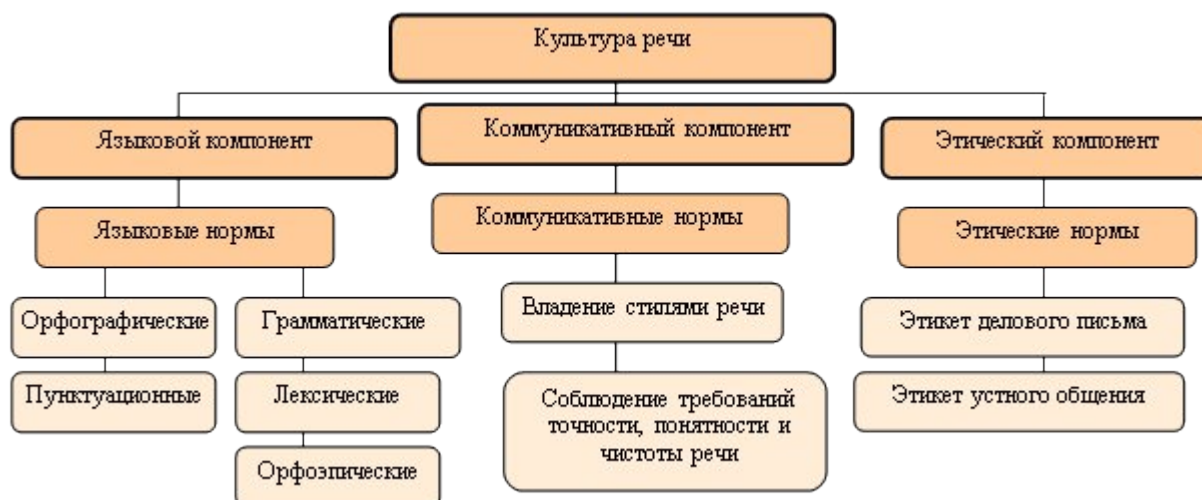 Культура речи
Языковой компонент
Коммуникативный компонент
Этический компонент
Языковые нормы
Коммуникативные нормы
Этические нормы
Орфографические
Грамматические
Владение стилями речи
Этикет делового письма
Пунктуационные
Лексические
Соблюдение требований
точности, понятности и
чистоты речи
Этикет устного общения
Орфоэпические